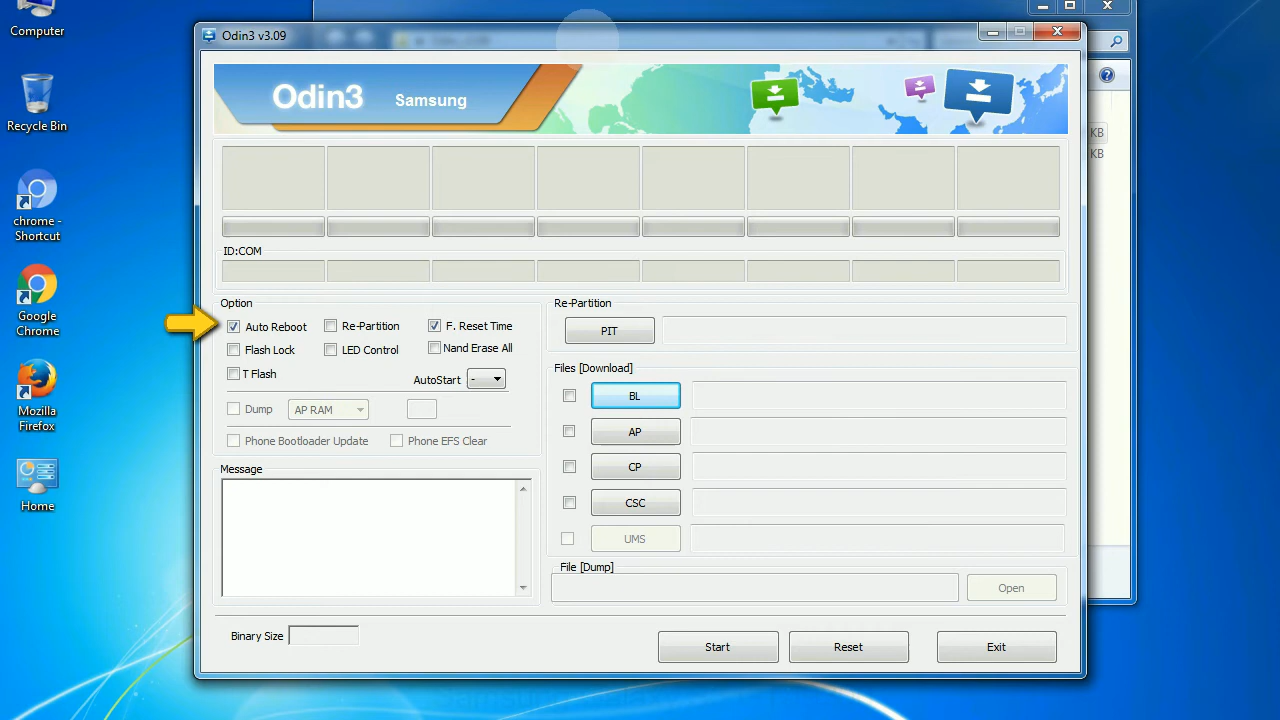 Computer
Recycle Bin
chrome -
Shortcut
Google
Chrome
Mozilla
Firefox
Home
Odin3 v3.09
Odin3 Samsung
ID:COM
Option
Auto Reboot
Re-Partition
F. Reset Time
Flash Lock
LED Control
Nand Erase All
T Flash
AutoStart -
Dump
AP RAM
Phone Bootloader Update
Phone EFS Clear
Message
Re-Partition
PIT
Files [Download]
BL
AP
CP
CSC
UMS
File [Dump]
Open
Binary Size
Start
Reset
Exit
KB
KB